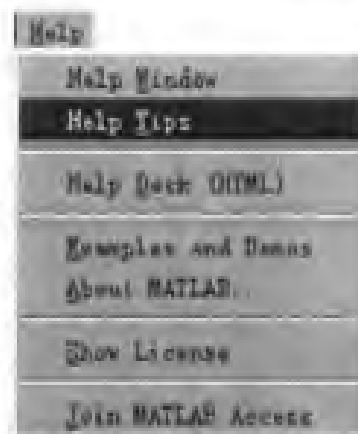 Help
Help Window
Help Tips
Help Desk (HTML)
Examples and Demos
About MATLAB..
Show License
Join MATLAB Access